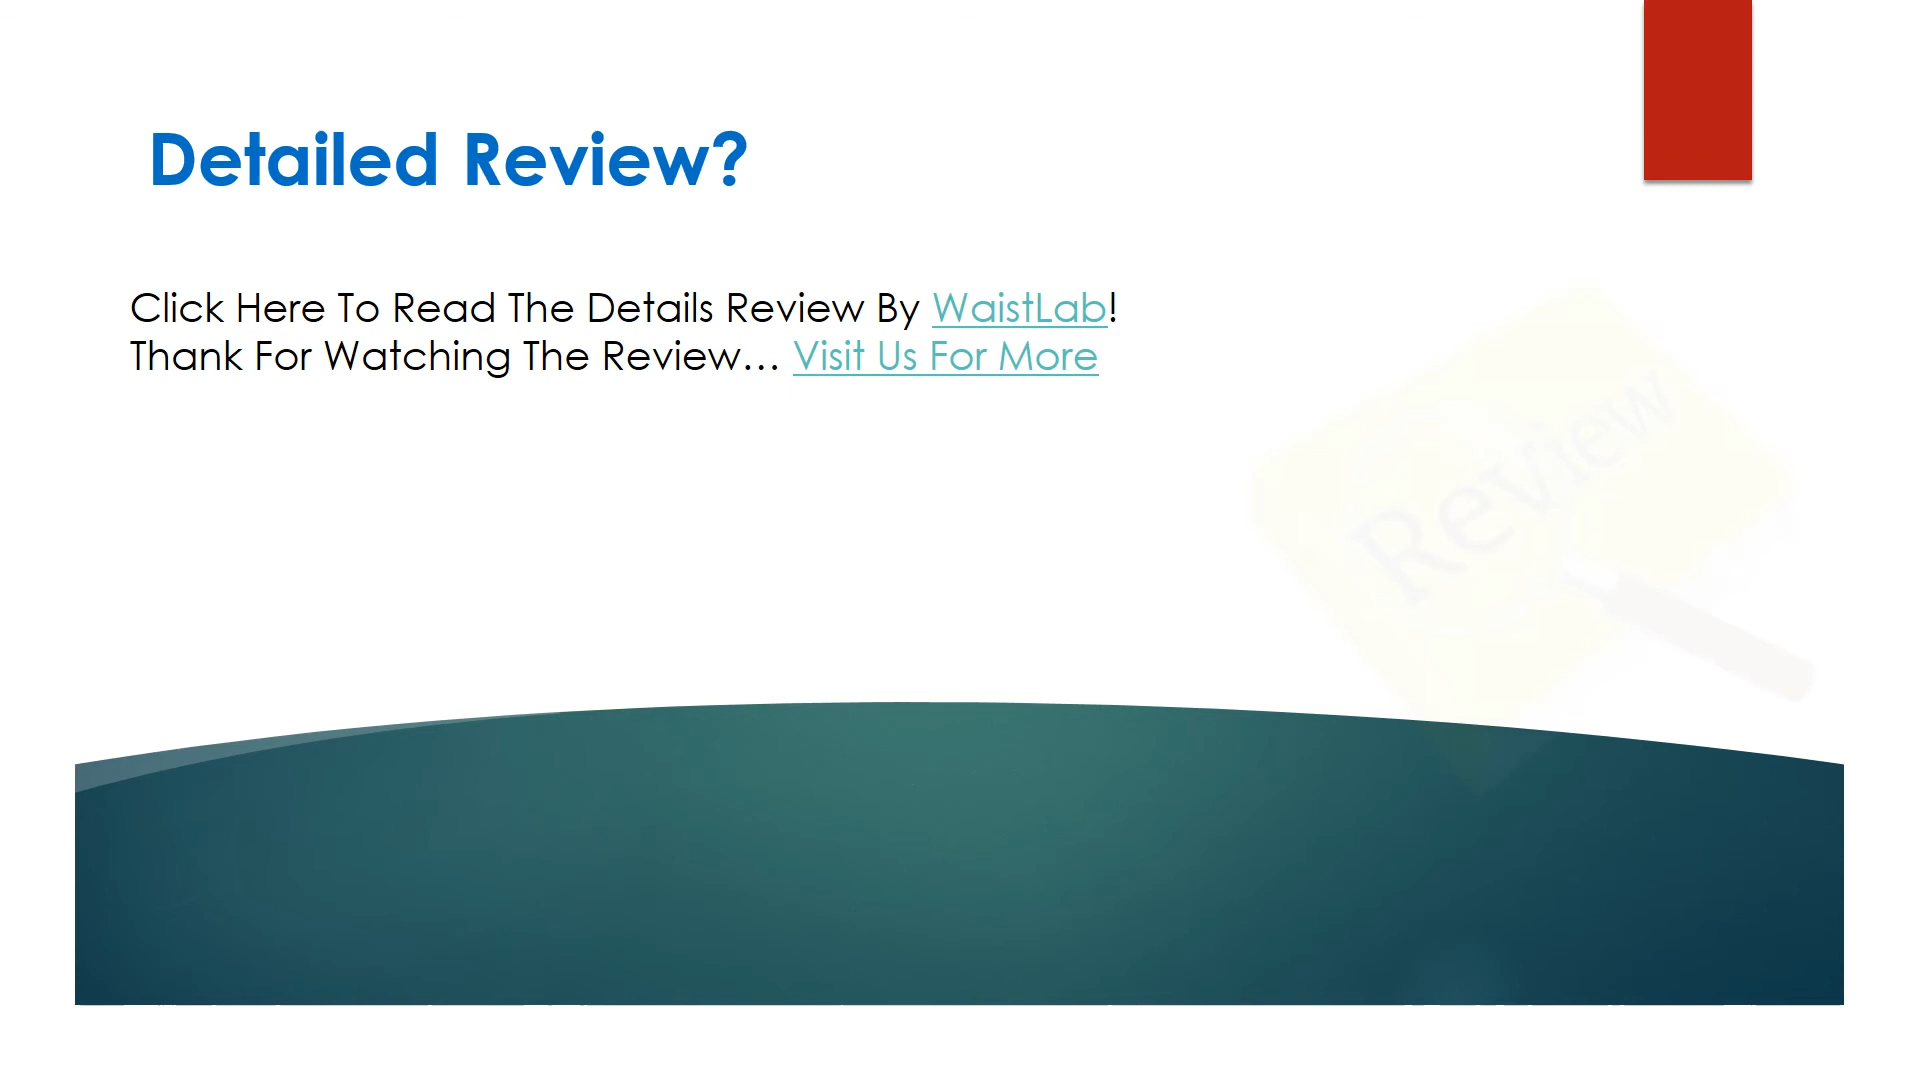 Detailed Review?
Click Here To Read The Details Review By WaistLab!
Thank For Watching The Review… Visit Us For More
Review